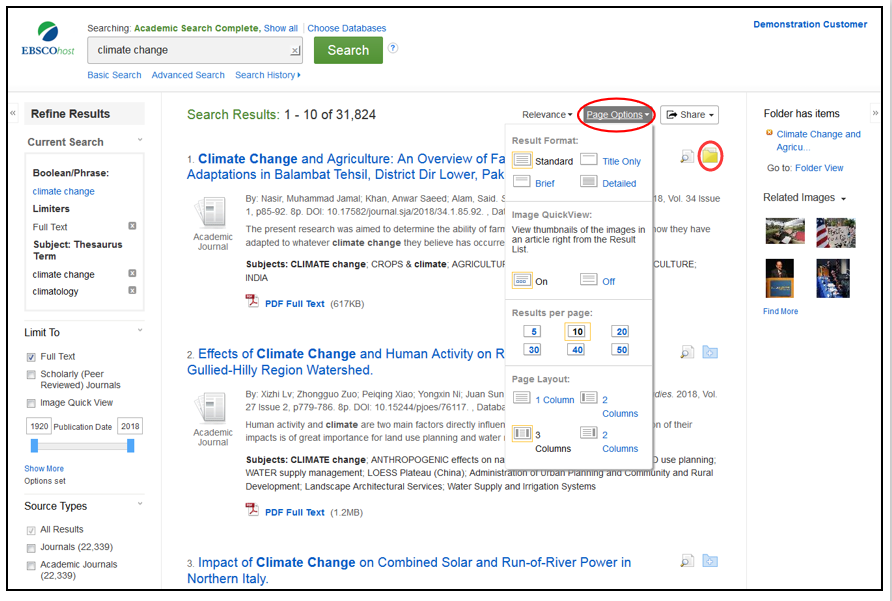 EBSCOhost
Searching: Academic Search Complete, Show all | Choose Databases
climate change
Search
?
Basic Search Advanced Search Search History
Demonstration Customer
Refine Results
Current Search
Boolean/Phrase:
climate change
Limiters
Full Text
Subject: Thesaurus
Term
climate change
climatology
Limit To
Full Text
Scholarly (Peer
Reviewed) Journals
Image Quick View
1920 Publication Date 2018
Show More
Options set
Source Types
All Results
Journals (22,339)
Academic Journals
(22,339)
Search Results: 1 - 10 of 31,824
Relevance Page Options Share
1. Climate Change and Agriculture: An Overview of Fa
Adaptations in Balambat Tehsil, District Dir Lower, Pak
By: Nasir, Muhammad Jamal; Khan, Anwar Saeed; Alam, Said. 18, Vol. 34 Issue
1, p85-92. 8p. DOI: 10.17582/journal.sja/2018/34.1.85.92. , Dat
The present research was aimed to determine the ability of farm how they have
adapted to whatever climate change they believe has occurre
Subjects: CLIMATE change; CROPS & climate; AGRICULTUR CULTURE;
INDIA
Academic
Journal
PDF Full Text (617KB)
2. Effects of Climate Change and Human Activity on R
Gullied-Hilly Region Watershed.
By: Xizhi Lv; Zhongguo Zuo; Peiqing Xiao; Yongxin Ni; Juan Sun dies. 2018, Vol.
27 Issue 2, p779-786. 8p. DOI: 10.15244/pjoes/76117. , Databa
Human activity and climate are two main factors directly influen on of their
impacts is of great importance for land use planning and water
Subjects: CLIMATE change; ANTHROPOGENIC effects on na D use planning;
WATER supply management; LOESS Plateau (China); Administration of Urban Planning and Community and Rural
Development; Landscape Architectural Services; Water Supply and Irrigation Systems
Academic
Journal
PDF Full Text (1.2MB)
3. Impact of Climate Change on Combined Solar and Run-of-River Power in
Northern Italy.
Result Format:
Standard Title Only
Brief Detailed
Image QuickView:
View thumbnails of the images in
an article right from the Result
List.
On Off
Results per page:
5 10 20
30 40 50
Page Layout:
1 Column 2
Columns
3 2
Columns Columns
Folder has items
Climate Change and
Agricu...
Go to: Folder View
Related Images
Find More